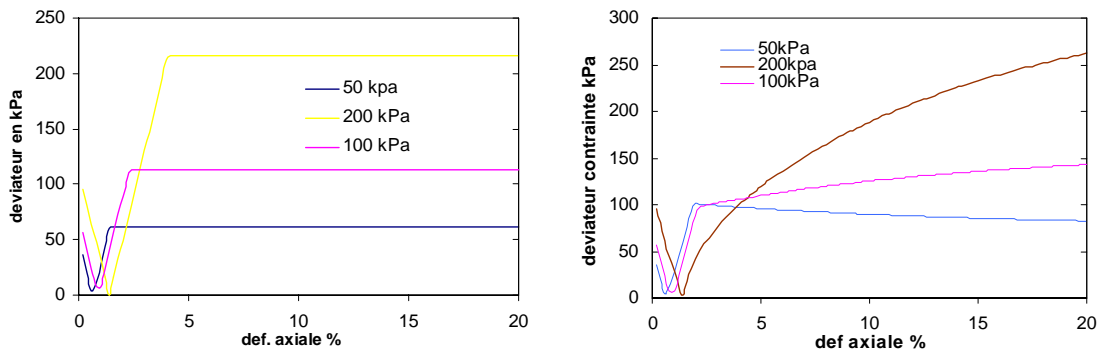 deviateur en kPa
250
200
150
100
50
0
50 kpa
200 kPa
100 kPa
0 5 10 15 20
def. axiale %
deviateur contrainte kPa
300
250
200
150
100
50
0
50kPa
200kpa
100kPa
0 5 10 15 20
def axiale %